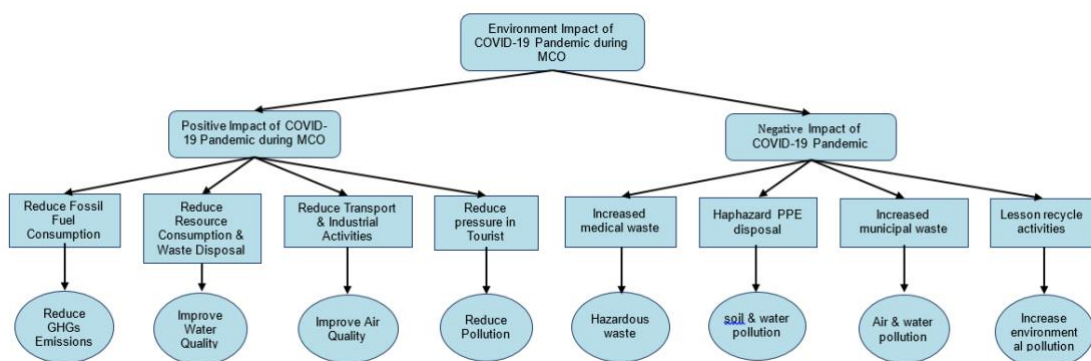 Environment Impact of
COVID-19 Pandemic during
MCO
Positive Impact of COVID-
19 Pandemic during MCO
Negative Impact of
COVID-19 Pandemic
Reduce Fossil
Fuel
Consumption
Reduce
Resource
Consumption &
Waste Disposal
Reduce Transport
& Industrial
Activities
Reduce
pressure in
Tourist
Increased
medical waste
Haphazard PPE
disposal
Increased
municipal waste
Lesson recycle
activities
Reduce
GHGs
Emissions
Improve
Water
Quality
Improve Air
Quality
Reduce
Pollution
Hazardous
waste
soil & water
pollution
Air & water
pollution
Increase
environment
al pollution